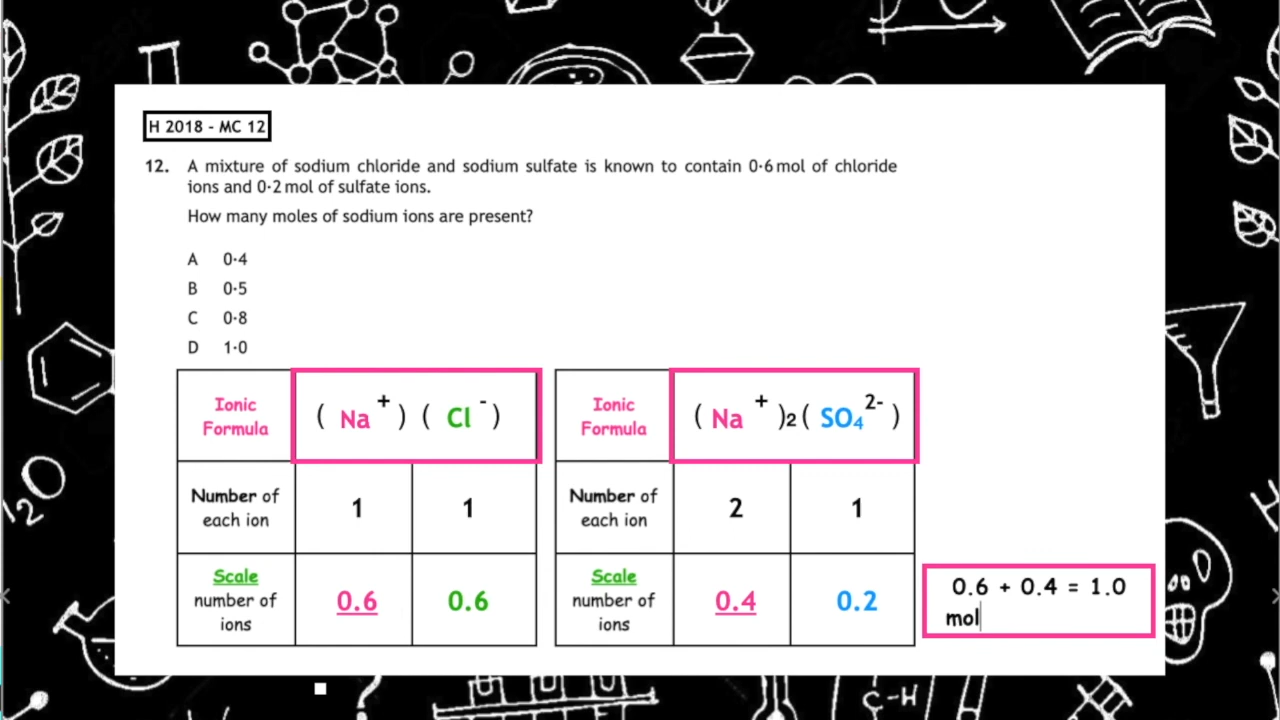 H 2018 - MC 12
12. A mixture of sodium chloride and sodium sulfate is known to contain 0·6 mol of chloride
ions and 0·2 mol of sulfate ions.
How many moles of sodium ions are present?
A 0·4
B 0·5
C 0·8
D 1·0
Ionic
Formula
( Na + ) ( Cl - )
Number of
each ion
1 1
Scale
number of
ions
0.6 0.6
Ionic
Formula
( Na + )2 ( SO4 2- )
Number of
each ion
2 1
Scale
number of
ions
0.4 0.2
0.6 + 0.4 = 1.0
mol
2O
H
C-H